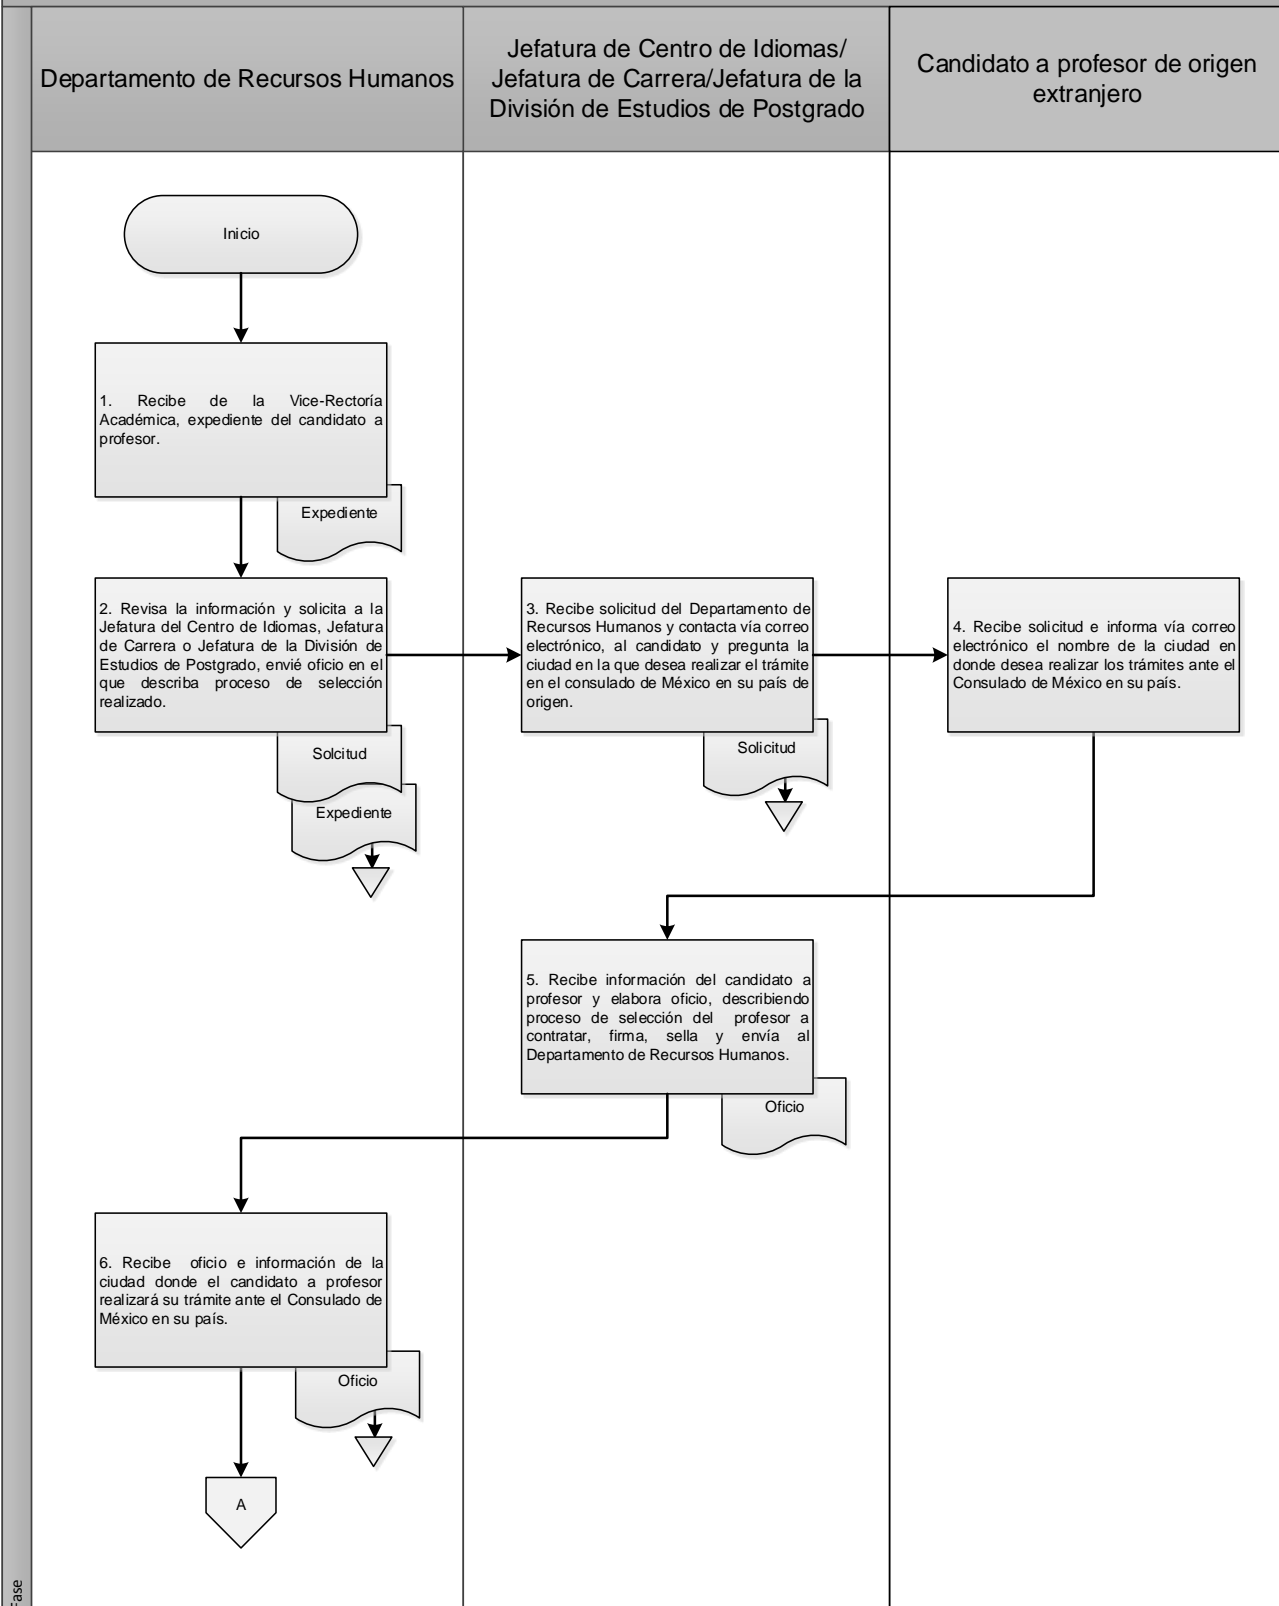 Departamento de Recursos Humanos
Jefatura de Centro de Idiomas/
Jefatura de Carrera/Jefatura de la
División de Estudios de Postgrado
Candidato a profesor de origen
extranjero
Inicio
1. Recibe de la Vice-Rectoría
Académica, expediente del candidato a
profesor.
Expediente
2. Revisa la información y solicita a la
Jefatura del Centro de Idiomas, Jefatura
de Carrera o Jefatura de la División de
Estudios de Postgrado, envié oficio en el
que describa proceso de selección
realizado.
Solcitud
Expediente
3. Recibe solicitud del Departamento de
Recursos Humanos y contacta vía correo
electrónico, al candidato y pregunta la
ciudad en la que desea realizar el trámite
en el consulado de México en su país de
origen.
Solicitud
4. Recibe solicitud e informa vía correo
electrónico el nombre de la ciudad en
donde desea realizar los trámites ante el
Consulado de México en su país.
5. Recibe información del candidato a
profesor y elabora oficio, describiendo
proceso de selección del profesor a
contratar, firma, sella y envía al
Departamento de Recursos Humanos.
Oficio
6. Recibe oficio e información de la
ciudad donde el candidato a profesor
realizará su trámite ante el Consulado de
México en su país.
Oficio
A
Fase